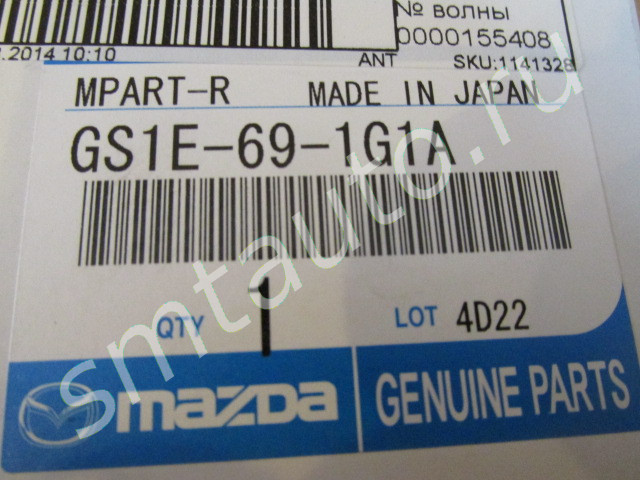 № ВОЛНЫ
0000155408
.2014 10:10
ANT SKU:1141328
MPART-R MADE IN JAPAN
GS1E-69-1G1A
QTY 1 LOT 4D22
mazda GENUINE PARTS
smtauto.ru